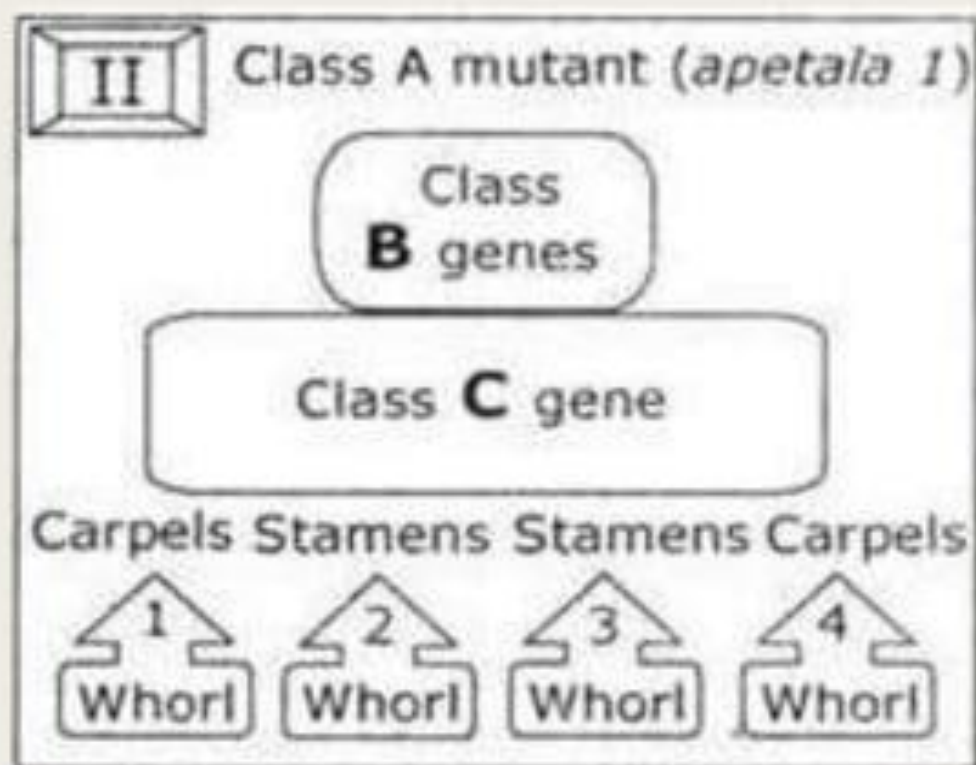 II Class A mutant (apetala 1)
Class
B genes
Class C gene
Carpels Stamens Stamens Carpels
1 2 3 4
Whorl Whorl Whorl Whorl